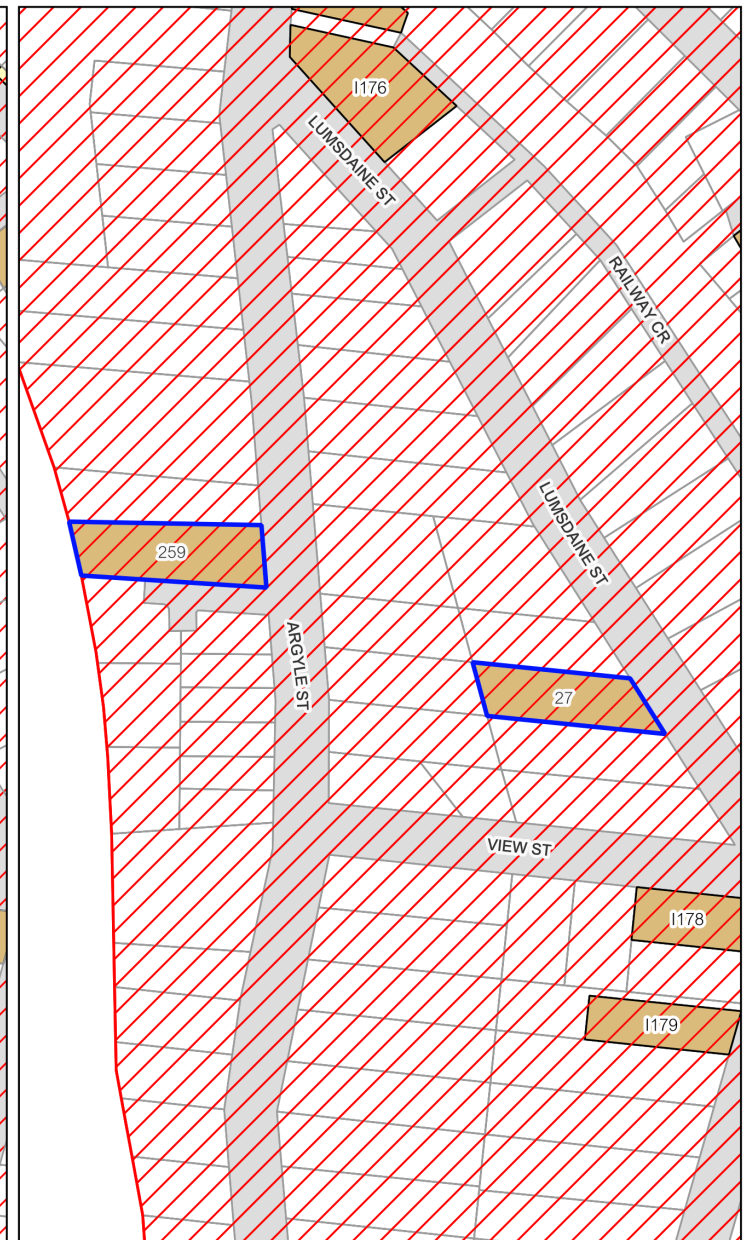 I176
LUMSDAINE ST
RAILWAY CR
LUMSDAINE ST
259
ARGYLE ST
27
VIEW ST
I178
I179